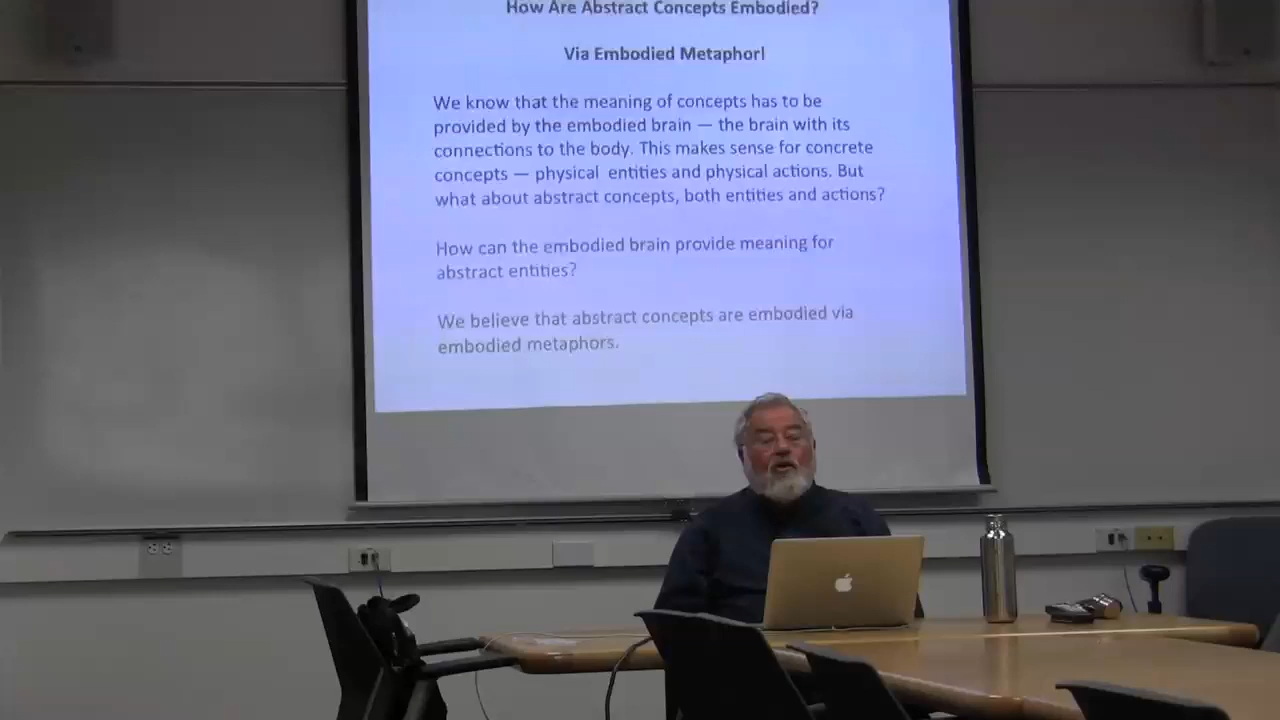 How Are Abstract Concepts Embodied?
Via Embodied Metaphor!
We know that the meaning of concepts has to be
provided by the embodied brain — the brain with its
connections to the body. This makes sense for concrete
concepts — physical entities and physical actions. But
what about abstract concepts, both entities and actions?
How can the embodied brain provide meaning for
abstract entities?
We believe that abstract concepts are embodied via
embodied metaphors.